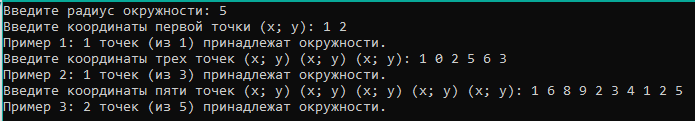 Введите радиус окружности: 5
Введите координаты первой точки (x; y): 1 2
Пример 1: 1 точек (из 1) принадлежат окружности.
Введите координаты трех точек (x; y) (x; y) (x; y): 1 0 2 5 6 3
Пример 2: 1 точек (из 3) принадлежат окружности.
Введите координаты пяти точек (x; y) (x; y) (x; y) (x; y) (x; y): 1 6 8 9 2 3 4 1 2 5
Пример 3: 2 точек (из 5) принадлежат окружности.